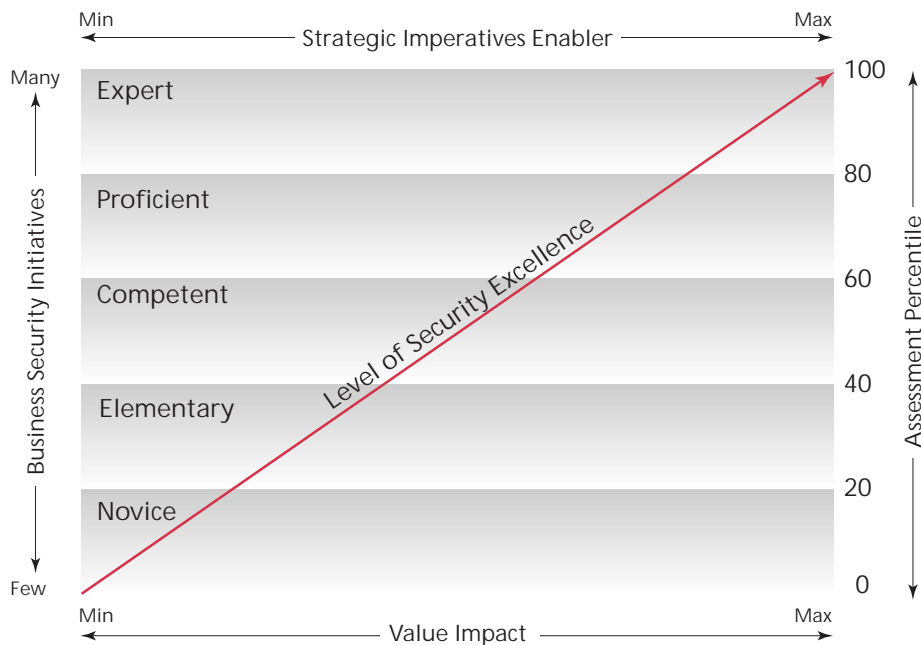 Min Max
Strategic Imperatives Enabler
Many
Expert
100
Proficient
80
Competent
60
Elementary
40
Novice
20
Few
0
Business Security Initiatives
Level of Security Excellence
Assessment Percentile
Min Max
Value Impact